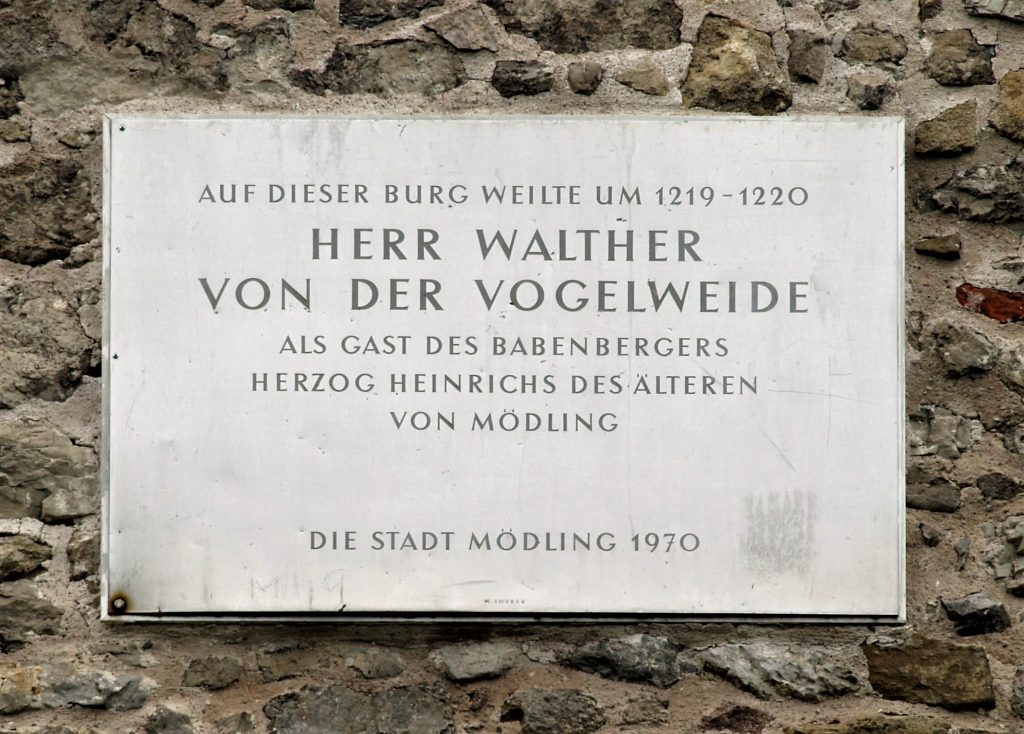 AUF DIESER BURG WEILTE UM 1219-1220
HERR WALTHER
VON DER VOGELWEIDE
ALS GAST DES BABENBERGERS
HERZOG HEINRICHS DES ÄLTEREN
VON MÖDLING
DIE STADT MÖDLING 1970